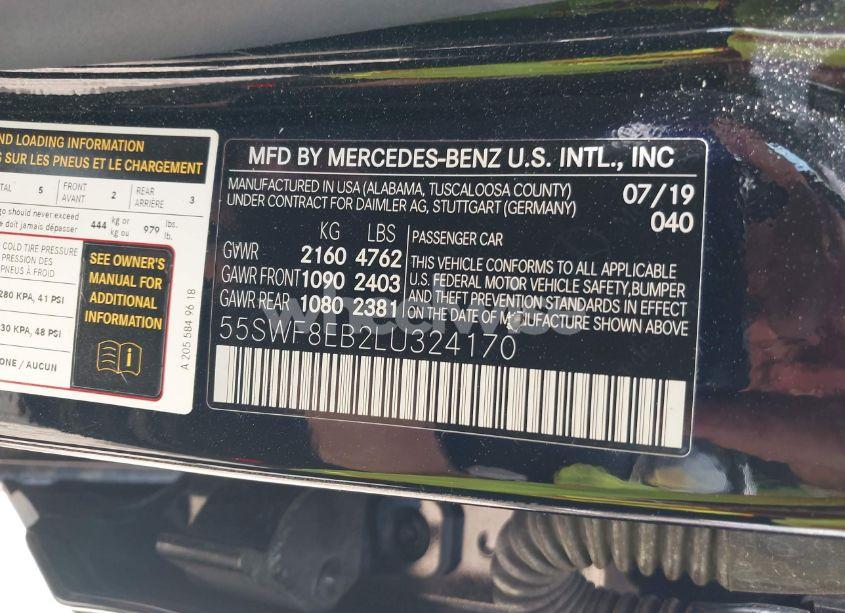 ND LOADING INFORMATION
S SUR LES PNEUS ET LE CHARGEMENT
TAL 5 FRONT AVANT 2 REAR ARRIÈRE 3
go should never exceed
e doit jamais dépasser 444 kg or kg ou 979 lbs. lb.
COLD TIRE PRESSURE
PRESSION DES
PNEUS À FROID
280 KPA, 41 PSI
30 KPA, 48 PSI
ONE / AUCUN
SEE OWNER'S
MANUAL FOR
ADDITIONAL
INFORMATION
A 205 584 96 18
MFD BY MERCEDES-BENZ U.S. INTL., INC
MANUFACTURED IN USA (ALABAMA, TUSCALOOSA COUNTY)
UNDER CONTRACT FOR DAIMLER AG, STUTTGART (GERMANY)
07/19
040
KG LBS
GVWR 2160 4762
GAWR FRONT 1090 2403
GAWR REAR 1080 2381
PASSENGER CAR
THIS VEHICLE CONFORMS TO ALL APPLICABLE
U.S. FEDERAL MOTOR VEHICLE SAFETY, BUMPER
AND THEFT PREVENTION STANDARDS IN EFFECT
ON THE DATE OF MANUFACTURE SHOWN ABOVE
55SWF8EB2LU324170